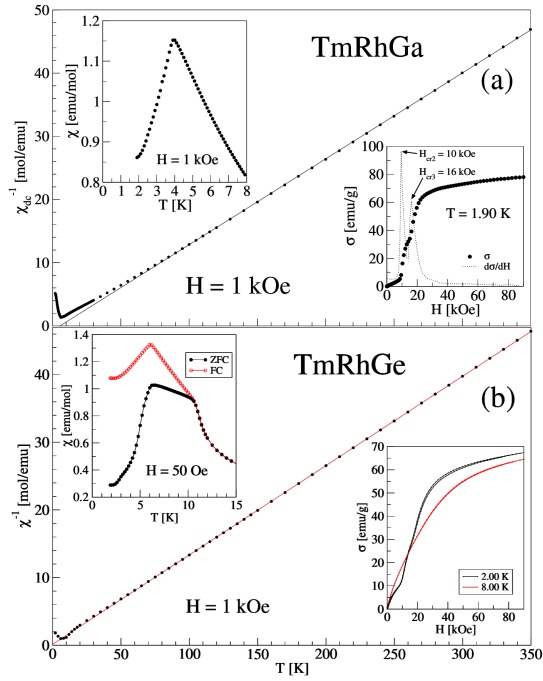 TmRhGa
(a)
χdc⁻¹ [mol/emu]
50
40
30
20
10
0
H = 1 kOe
χ [emu/mol]
1.2
1.1
1
0.9
0.8
0 1 2 3 4 5 6 7 8
T [K]
H = 1 kOe
σ [emu/g]
100
80
60
40
20
0
0 20 40 60 80
H [kOe]
Hcr2 = 10 kOe
Hcr3 = 16 kOe
T = 1.90 K
σ
dσ/dH
TmRhGe
(b)
χ⁻¹ [mol/emu]
40
30
20
10
0
0 50 100 150 200 250 300 350
T [K]
H = 1 kOe
χ [emu/mol]
1.4
1.2
1
0.8
0.6
0.4
0.2
0 5 10 15
T [K]
ZFC
FC
H = 50 Oe
σ [emu/g]
70
60
50
40
30
20
10
0
0 20 40 60 80
H [kOe]
2.00 K
8.00 K